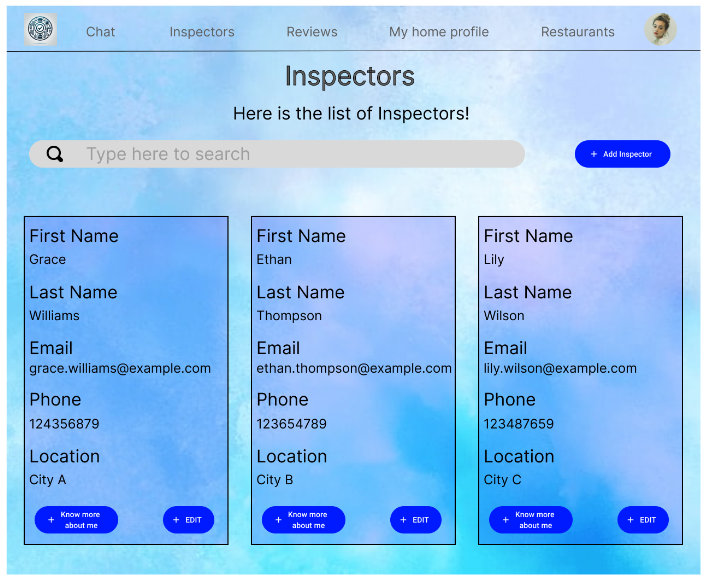 Chat Inspectors Reviews My home profile Restaurants
Inspectors
Here is the list of Inspectors!
Type here to search
+ Add Inspector
First Name
Grace
Last Name
Williams
Email
grace.williams@example.com
Phone
124356879
Location
City A
+ Know more
about me
+ EDIT
First Name
Ethan
Last Name
Thompson
Email
ethan.thompson@example.com
Phone
123654789
Location
City B
+ Know more
about me
+ EDIT
First Name
Lily
Last Name
Wilson
Email
lily.wilson@example.com
Phone
123487659
Location
City C
+ Know more
about me
+ EDIT